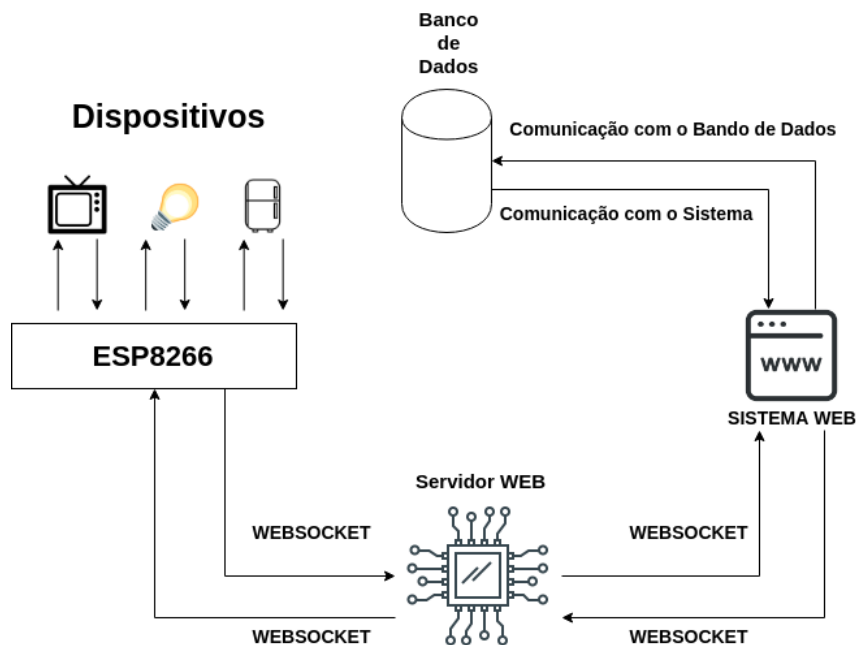 Banco
de
Dados
Dispositivos
Comunicação com o Bando de Dados
Comunicação com o Sistema
ESP8266
www
SISTEMA WEB
Servidor WEB
WEBSOCKET
WEBSOCKET
WEBSOCKET
WEBSOCKET